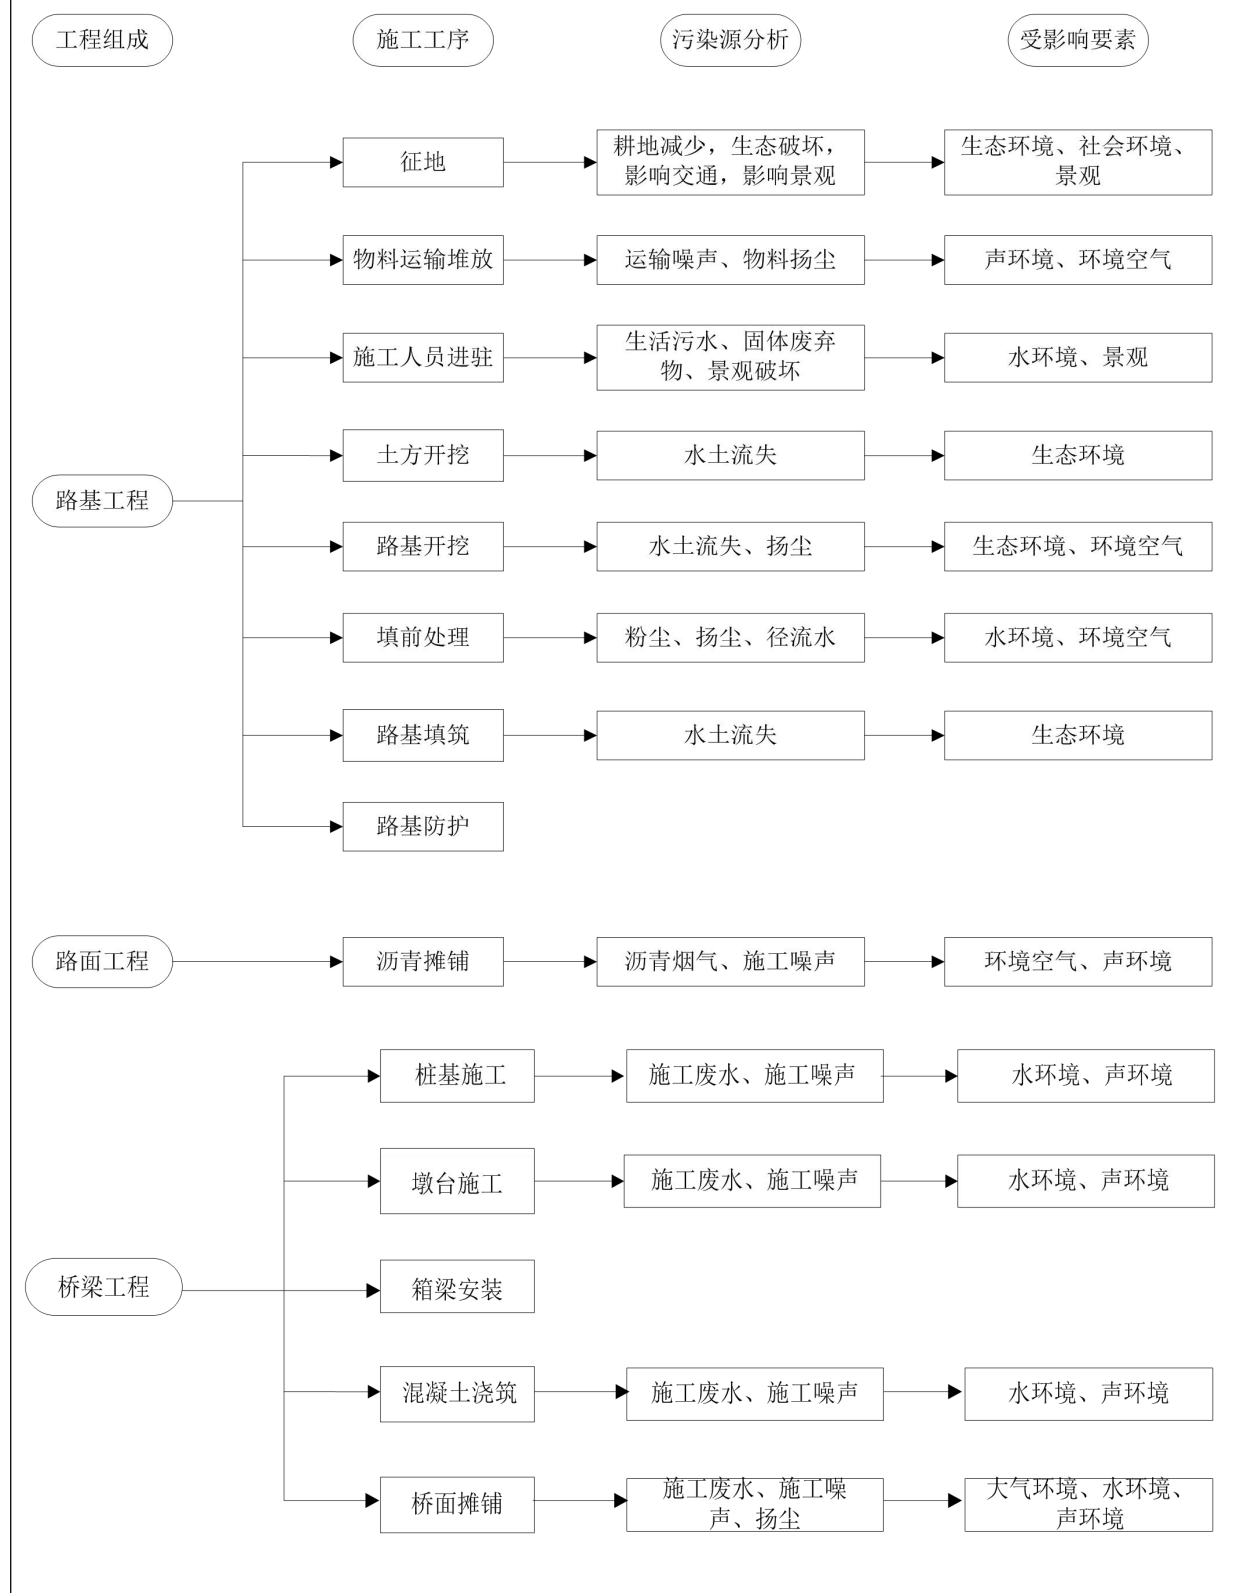 工程组成
施工工序
污染源分析
受影响要素
征地
耕地减少，生态破坏，
影响交通，影响景观
生态环境、社会环境、
景观
物料运输堆放
运输噪声、物料扬尘
声环境、环境空气
施工人员进驻
生活污水、固体废弃
物、景观破坏
水环境、景观
土方开挖
水土流失
生态环境
路基工程
路基开挖
水土流失、扬尘
生态环境、环境空气
填前处理
粉尘、扬尘、径流水
水环境、环境空气
路基填筑
水土流失
生态环境
路基防护
路面工程
沥青摊铺
沥青烟气、施工噪声
环境空气、声环境
桩基施工
施工废水、施工噪声
水环境、声环境
墩台施工
施工废水、施工噪声
水环境、声环境
桥梁工程
箱梁安装
混凝土浇筑
施工废水、施工噪声
水环境、声环境
桥面摊铺
施工废水、施工噪
声、扬尘
大气环境、水环境、
声环境